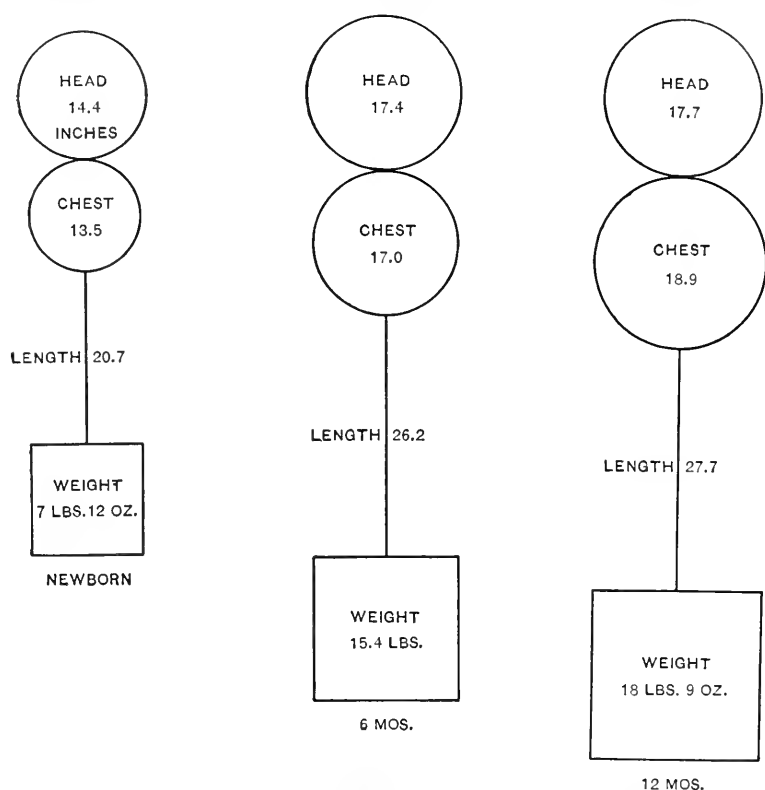 HEAD
14.4
INCHES
CHEST
13.5
LENGTH 20.7
WEIGHT
7 LBS. 12 OZ.
NEWBORN
HEAD
17.4
CHEST
17.0
LENGTH 26.2
WEIGHT
15.4 LBS.
6 MOS.
HEAD
17.7
CHEST
18.9
LENGTH 27.7
WEIGHT
18 LBS. 9 OZ.
12 MOS.